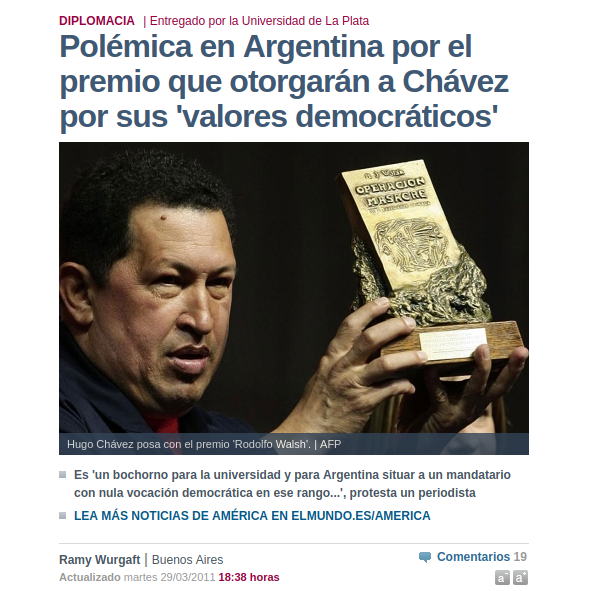 DIPLOMACIA | Entregado por la Universidad de La Plata
Polémica en Argentina por el
premio que otorgarán a Chávez
por sus 'valores democráticos'
OPERACION
MASACRE
Hugo Chávez posa con el premio 'Rodolfo Walsh'. | AFP
Es 'un bochorno para la universidad y para Argentina situar a un mandatario
con nula vocación democrática en ese rango...', protesta un periodista
LEA MÁS NOTICIAS DE AMÉRICA EN ELMUNDO.ES/AMERICA
Ramy Wurgaft | Buenos Aires
Comentarios 19
Actualizado martes 29/03/2011 18:38 horas
a- a+